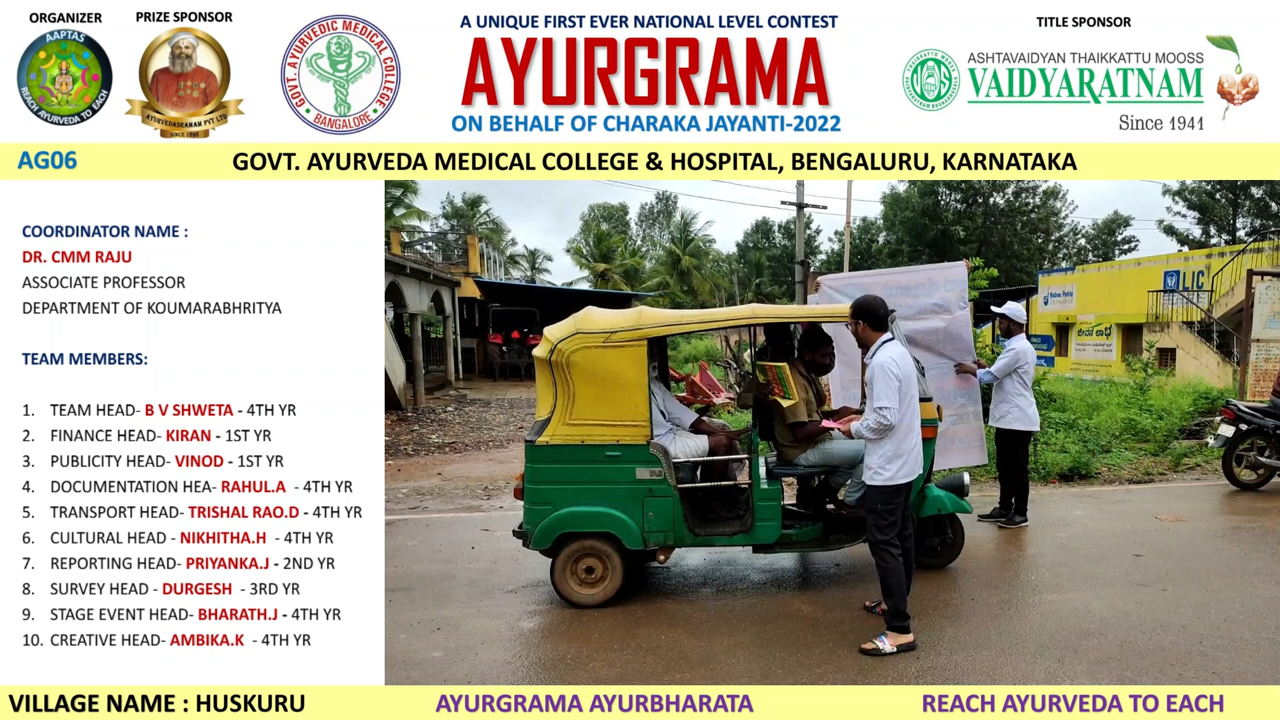 ORGANIZER
PRIZE SPONSOR
A UNIQUE FIRST EVER NATIONAL LEVEL CONTEST
TITLE SPONSOR
AAPTAS
REACH AYURVEDA TO EACH
AYURVEDASRAMAM PVT LTD
SINCE 1898
GOVT. AYURVEDIC MEDICAL COLLEGE
BANGALORE
AYURGRAMA
ASHTAVAIDYAN THAIKKATTU MOOSS
VAIDYARATNAM
ON BEHALF OF CHARAKA JAYANTI-2022
Since 1941
AG06
GOVT. AYURVEDA MEDICAL COLLEGE & HOSPITAL, BENGALURU, KARNATAKA
COORDINATOR NAME :
DR. CMM RAJU
ASSOCIATE PROFESSOR
DEPARTMENT OF KOUMARABHRITYA
TEAM MEMBERS:
1. TEAM HEAD- B V SHWETA - 4TH YR
2. FINANCE HEAD- KIRAN - 1ST YR
3. PUBLICITY HEAD- VINOD - 1ST YR
4. DOCUMENTATION HEA- RAHUL.A - 4TH YR
5. TRANSPORT HEAD- TRISHAL RAO.D - 4TH YR
6. CULTURAL HEAD - NIKHITHA.H - 4TH YR
7. REPORTING HEAD- PRIYANKA.J - 2ND YR
8. SURVEY HEAD - DURGESH - 3RD YR
9. STAGE EVENT HEAD- BHARATH.J - 4TH YR
10. CREATIVE HEAD- AMBIKA.K - 4TH YR
LIC
ಜೀವನ ಲಾಭ
VILLAGE NAME : HUSKURU
AYURGRAMA AYURBHARATA
REACH AYURVEDA TO EACH